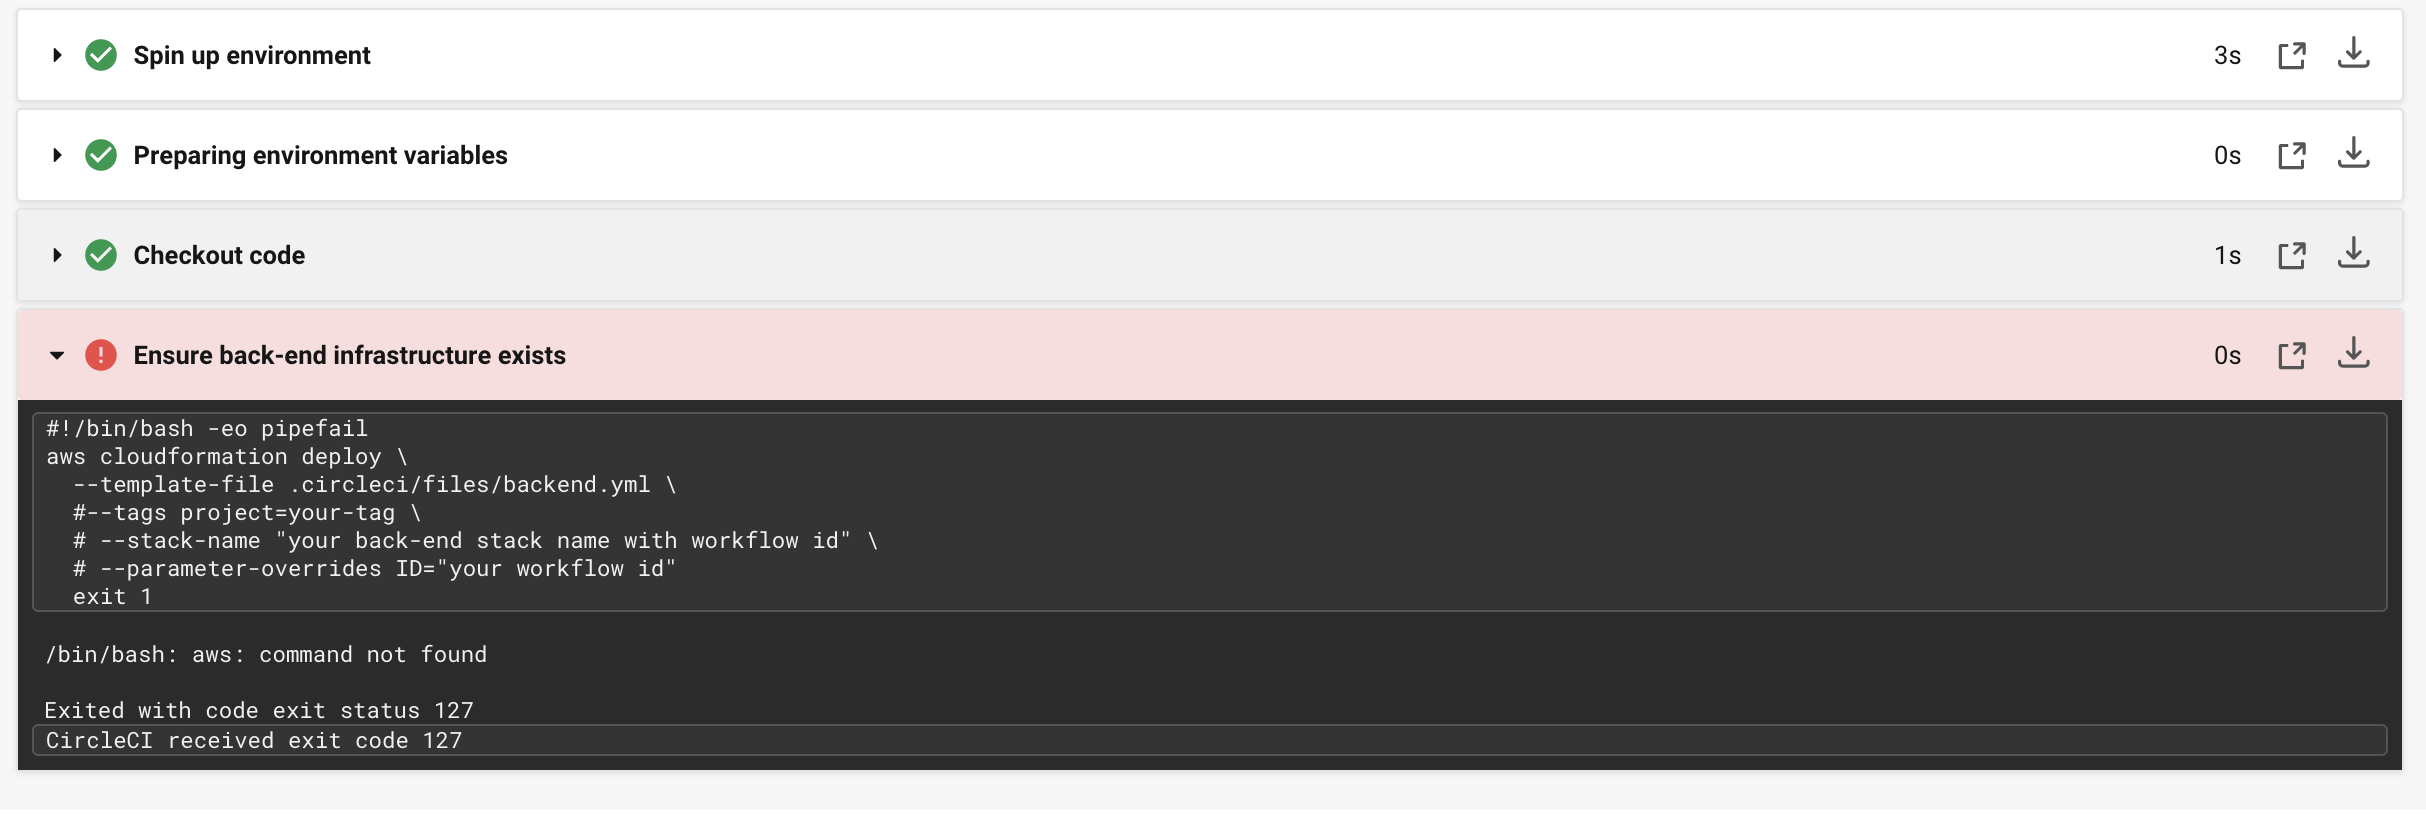 Spin up environment 3s
Preparing environment variables 0s
Checkout code 1s
! Ensure back-end infrastructure exists 0s
#!/bin/bash -eo pipefail
aws cloudformation deploy \
  --template-file .circleci/files/backend.yml \
  #--tags project=your-tag \
  # --stack-name "your back-end stack name with workflow id" \
  # --parameter-overrides ID="your workflow id"
  exit 1
/bin/bash: aws: command not found
Exited with code exit status 127
CircleCI received exit code 127